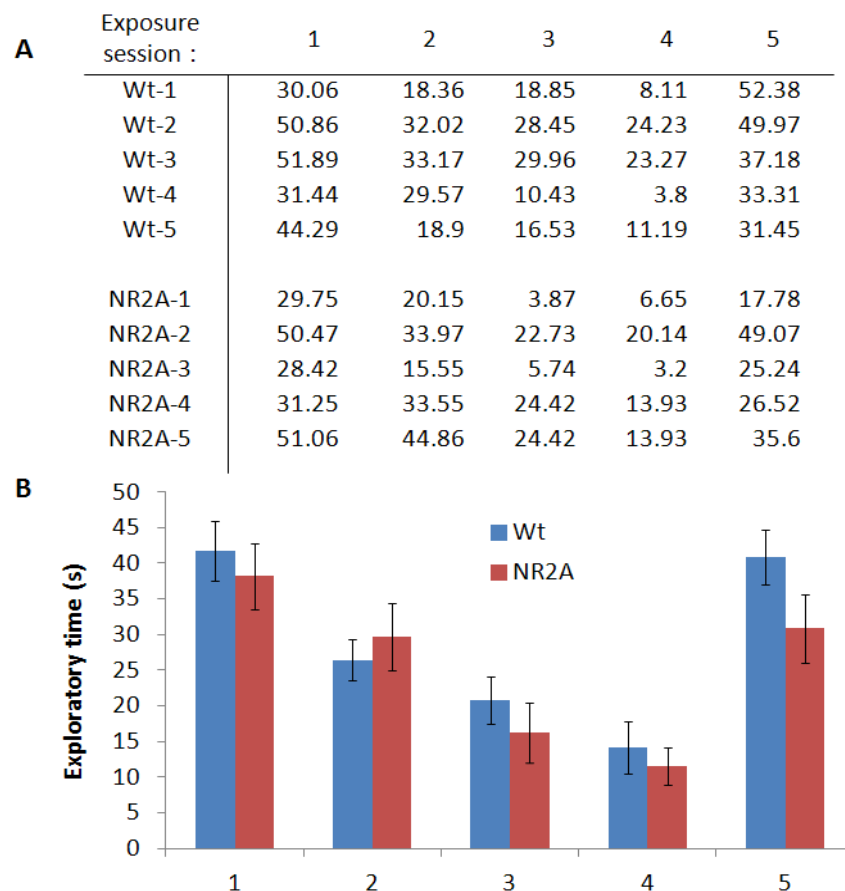 A
Exposure session : 1 2 3 4 5
Wt-1 30.06 18.36 18.85 8.11 52.38
Wt-2 50.86 32.02 28.45 24.23 49.97
Wt-3 51.89 33.17 29.96 23.27 37.18
Wt-4 31.44 29.57 10.43 3.8 33.31
Wt-5 44.29 18.9 16.53 11.19 31.45
NR2A-1 29.75 20.15 3.87 6.65 17.78
NR2A-2 50.47 33.97 22.73 20.14 49.07
NR2A-3 28.42 15.55 5.74 3.2 25.24
NR2A-4 31.25 33.55 24.42 13.93 26.52
NR2A-5 51.06 44.86 24.42 13.93 35.6
B
Exploratory time (s)
50
45
40
35
30
25
20
15
10
5
0
Wt
NR2A
1 2 3 4 5